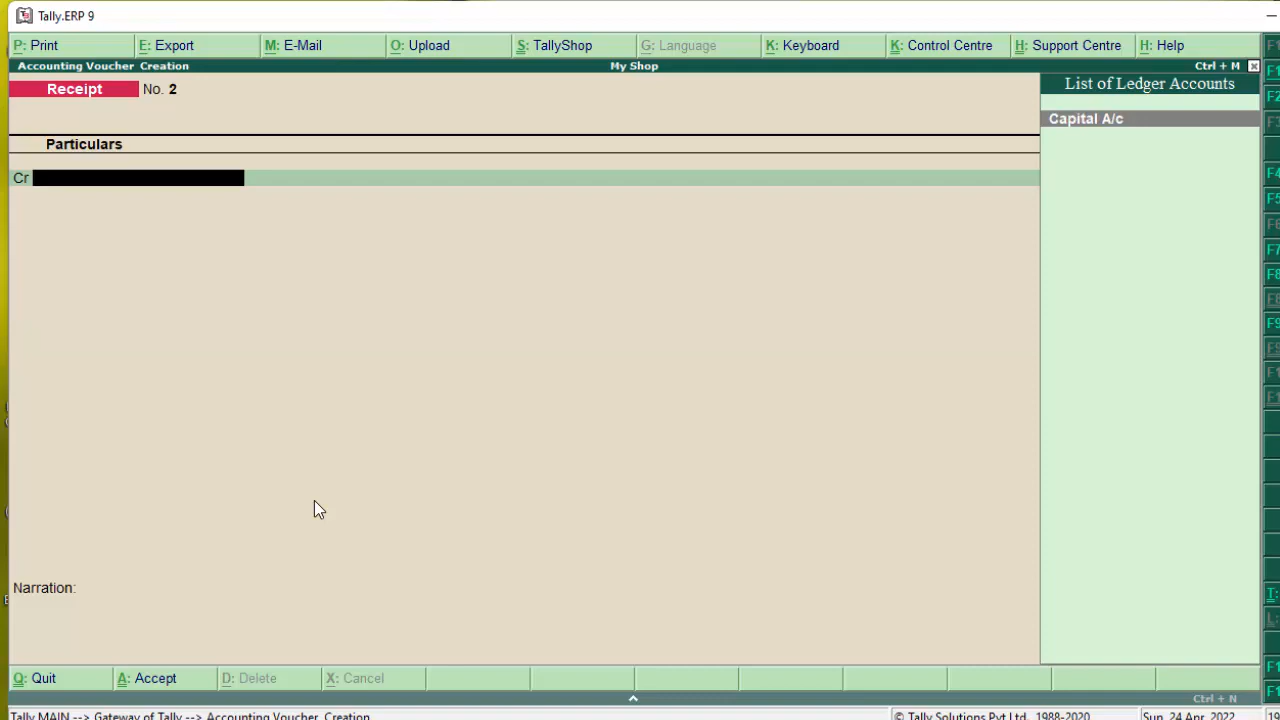 Tally.ERP 9
P: Print E: Export M: E-Mail O: Upload S: TallyShop G: Language K: Keyboard K: Control Centre H: Support Centre H: Help
Accounting Voucher Creation My Shop Ctrl + M
Receipt No. 2
List of Ledger Accounts
Capital A/c
Particulars
Cr
Narration:
Q: Quit A: Accept D: Delete X: Cancel
Ctrl + N
Tally MAIN --> Gateway of Tally --> Accounting Voucher Creation © Tally Solutions Pvt Ltd., 1988-2020 Sun, 24 Apr, 2022